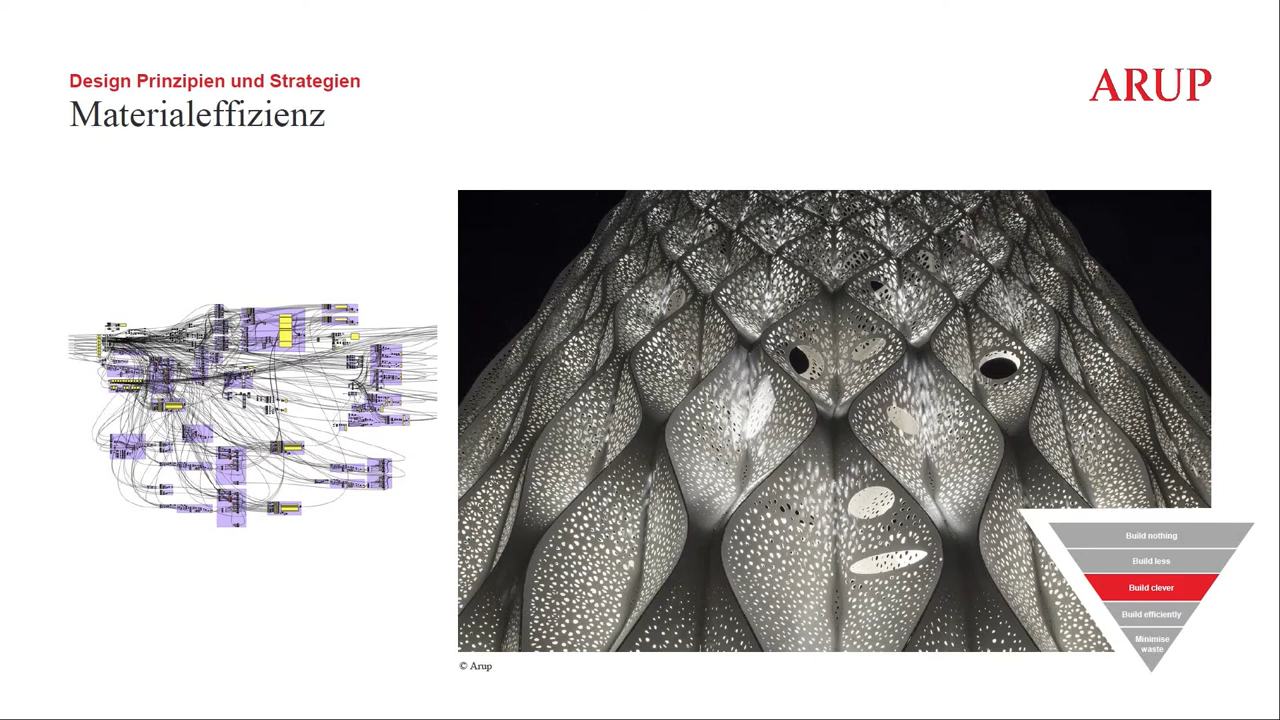 Design Prinzipien und Strategien
Materialeffizienz
ARUP
© Arup
Build nothing
Build less
Build clever
Build efficiently
Minimise
waste